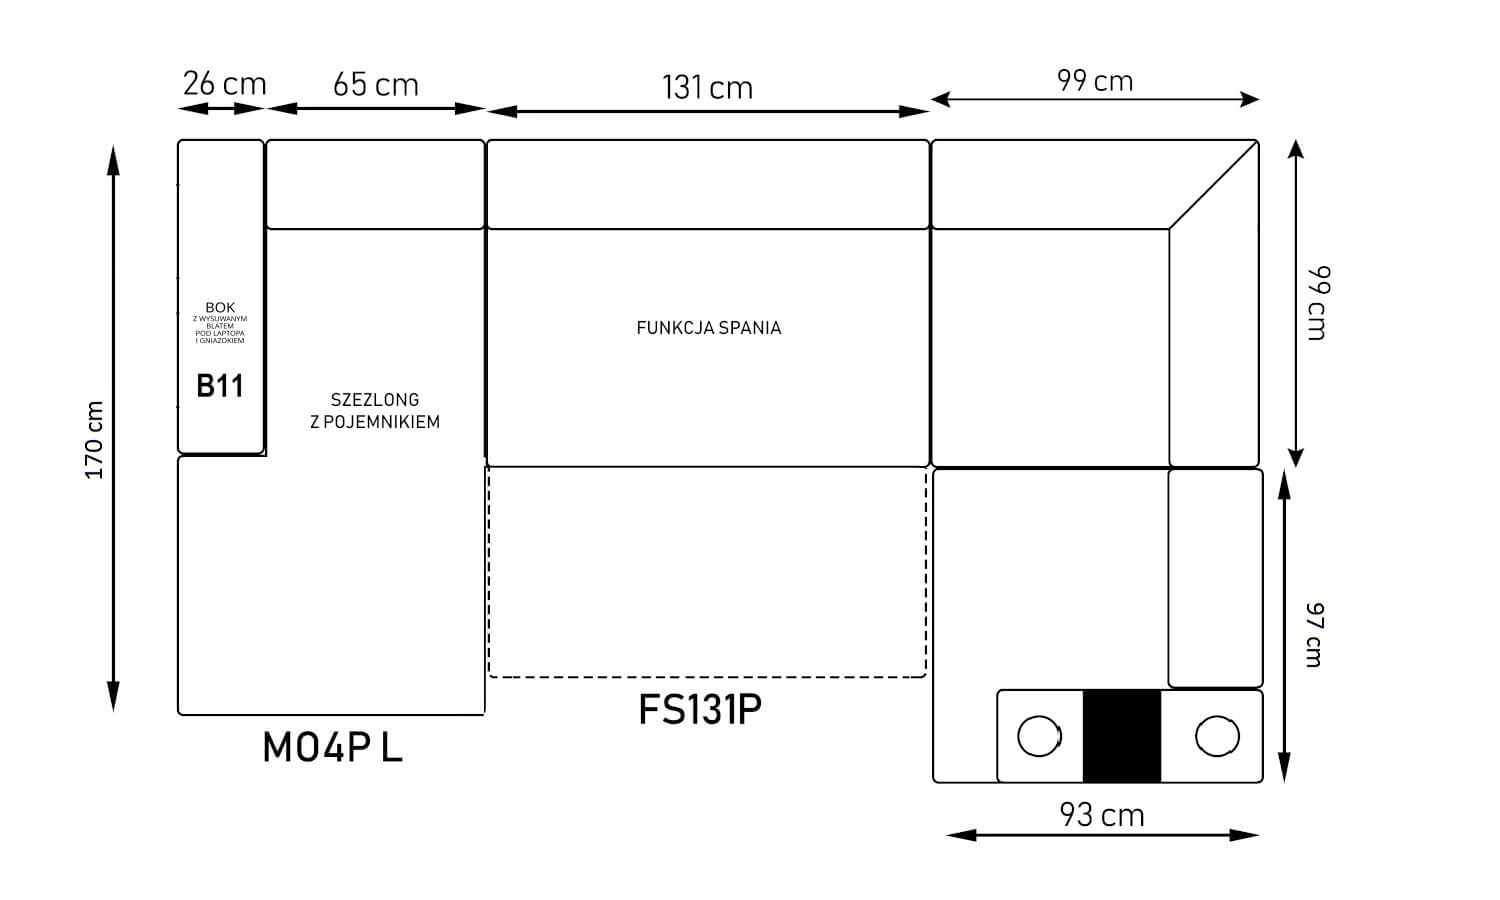 26 cm
65 cm
131 cm
99 cm
99 cm
BOK
Z WYSUWANYM
BLATEM
POD LAPTOPA
I GNIAZDKIEM
B11
FUNKCJA SPANIA
SZEZLONG
Z POJEMNIKIEM
170 cm
97 cm
FS131P
MO4P L
93 cm